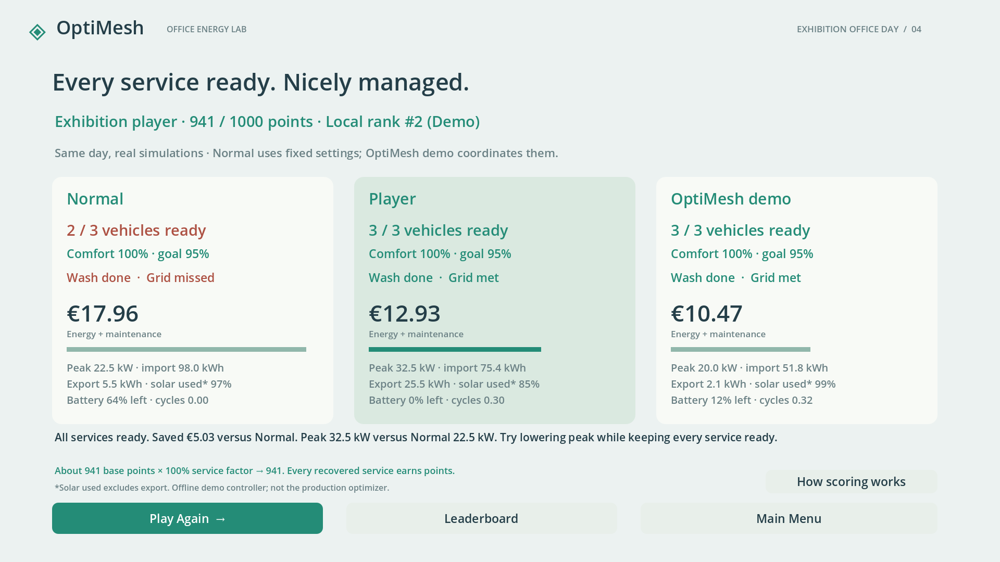 OptiMesh
OFFICE ENERGY LAB
EXHIBITION OFFICE DAY / 04
Every service ready. Nicely managed.
Exhibition player · 941 / 1000 points · Local rank #2 (Demo)
Same day, real simulations · Normal uses fixed settings; OptiMesh demo coordinates them.
Normal
2 / 3 vehicles ready
Comfort 100% · goal 95%
Wash done · Grid missed
€17.96
Energy + maintenance
Peak 22.5 kW · import 98.0 kWh
Export 5.5 kWh · solar used* 97%
Battery 64% left · cycles 0.00
Player
3 / 3 vehicles ready
Comfort 100% · goal 95%
Wash done · Grid met
€12.93
Energy + maintenance
Peak 32.5 kW · import 75.4 kWh
Export 25.5 kWh · solar used* 85%
Battery 0% left · cycles 0.30
OptiMesh demo
3 / 3 vehicles ready
Comfort 100% · goal 95%
Wash done · Grid met
€10.47
Energy + maintenance
Peak 20.0 kW · import 51.8 kWh
Export 2.1 kWh · solar used* 99%
Battery 12% left · cycles 0.32
All services ready. Saved €5.03 versus Normal. Peak 32.5 kW versus Normal 22.5 kW. Try lowering peak while keeping every service ready.
About 941 base points × 100% service factor → 941. Every recovered service earns points.
*Solar used excludes export. Offline demo controller; not the production optimizer.
How scoring works
Play Again →
Leaderboard
Main Menu